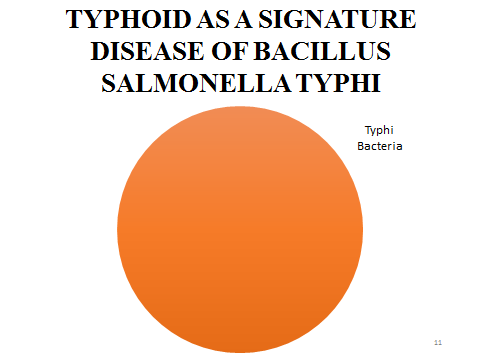 TYPHOID AS A SIGNATURE
DISEASE OF BACILLUS
SALMONELLA TYPHI
Typhi
Bacteria
11